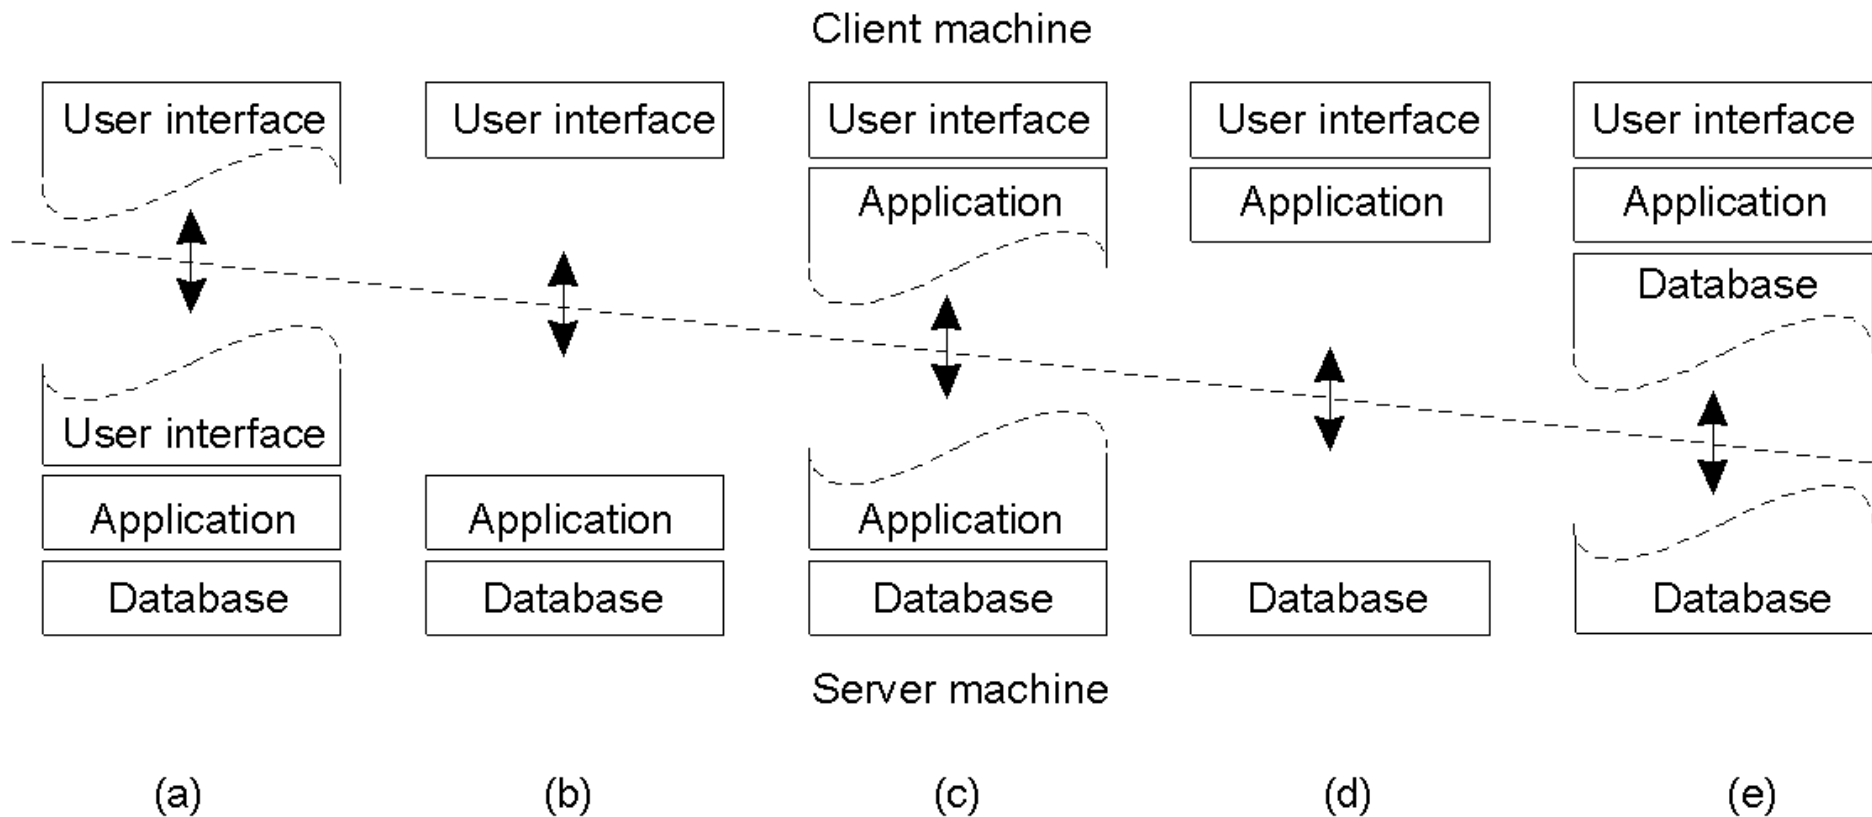 Client machine
User interface
User interface
User interface
User interface
User interface
Application
Application
Application
Database
User interface
Application
Application
Application
Database
Database
Database
Database
Database
Server machine
(a)
(b)
(c)
(d)
(e)